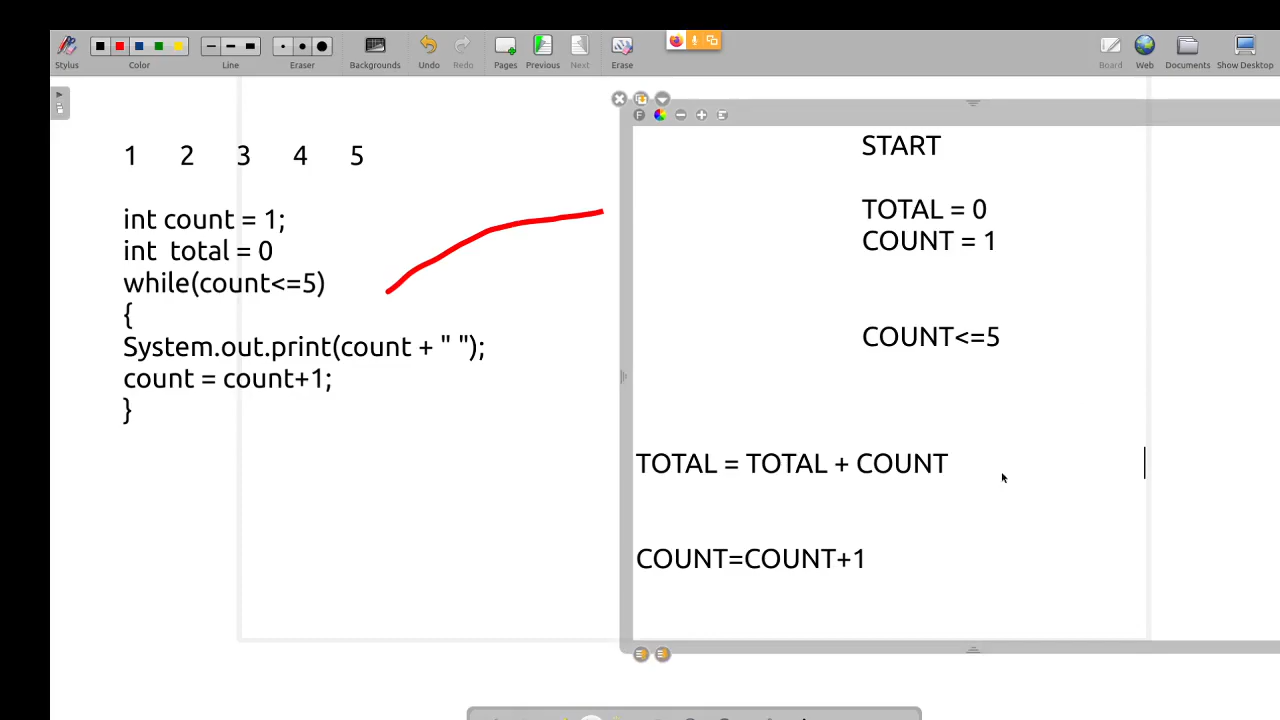 Stylus
Color
Line
Eraser
Backgrounds
Undo
Redo
Pages
Previous
Next
Erase
Board
Web
Documents
Show Desktop
F
1 2 3 4 5
int count = 1;
int total = 0
while(count<=5)
{
System.out.print(count + " ");
count = count+1;
}
START
TOTAL = 0
COUNT = 1
COUNT<=5
TOTAL = TOTAL + COUNT
COUNT=COUNT+1